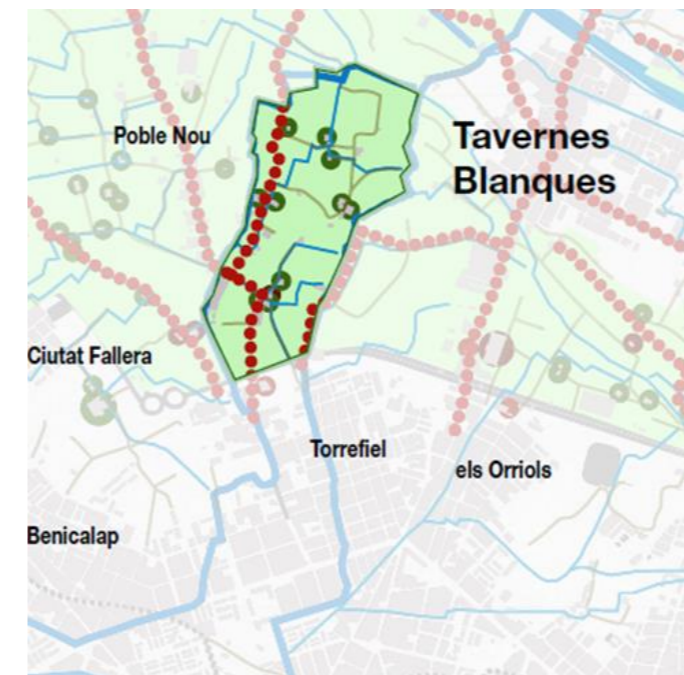 Poble Nou
Tavernes
Blanques
Ciutat Fallera
Torrefiel
els Orriols
Benicalap